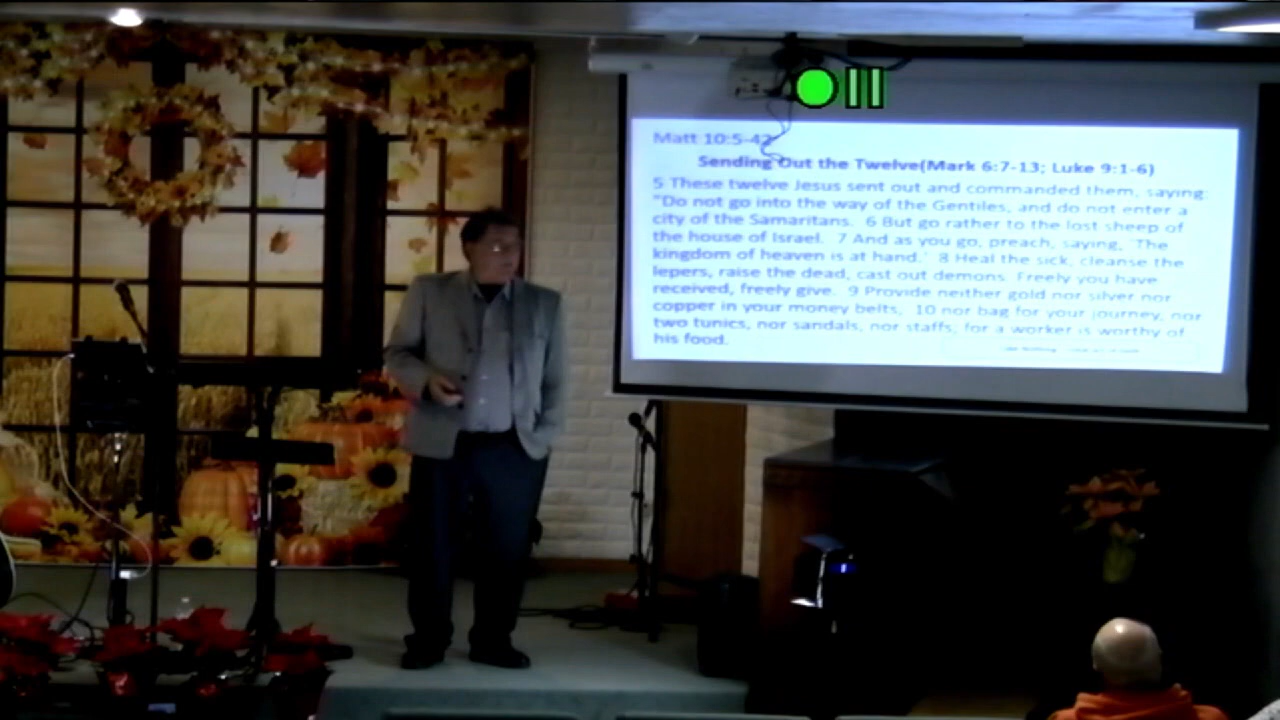 Matt 10:5-42
Sending Out the Twelve(Mark 6:7-13; Luke 9:1-6)
5 These twelve Jesus sent out and commanded them, saying:
"Do not go into the way of the Gentiles, and do not enter a
city of the Samaritans. 6 But go rather to the lost sheep of
the house of Israel. 7 And as you go, preach, saying, 'The
kingdom of heaven is at hand.' 8 Heal the sick, cleanse the
lepers, raise the dead, cast out demons. Freely you have
received, freely give. 9 Provide neither gold nor silver nor
copper in your money belts, 10 nor bag for your journey, nor
two tunics, nor sandals, nor staffs; for a worker is worthy of
his food.